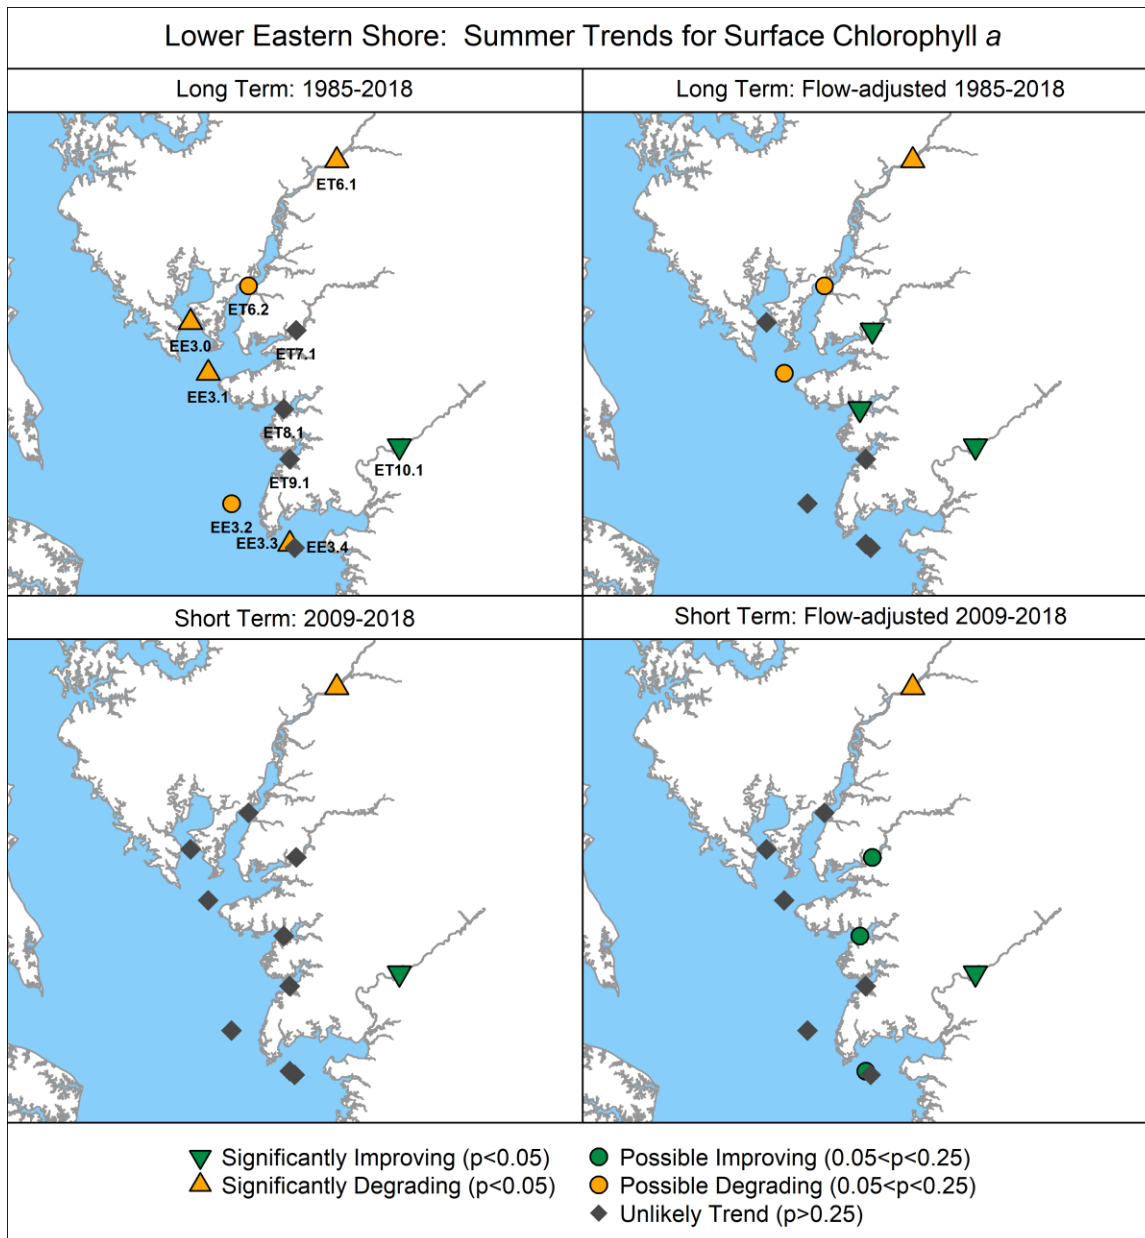 Lower Eastern Shore: Summer Trends for Surface Chlorophyll a
Long Term: 1985-2018
Long Term: Flow-adjusted 1985-2018
ET6.1
ET6.2
EE3.0
ET7.1
EE3.1
ET8.1
ET10.1
ET9.1
EE3.2
EE3.3
EE3.4
Short Term: 2009-2018
Short Term: Flow-adjusted 2009-2018
Significantly Improving (p<0.05)
Significantly Degrading (p<0.05)
Possible Improving (0.05<p<0.25)
Possible Degrading (0.05<p<0.25)
Unlikely Trend (p>0.25)